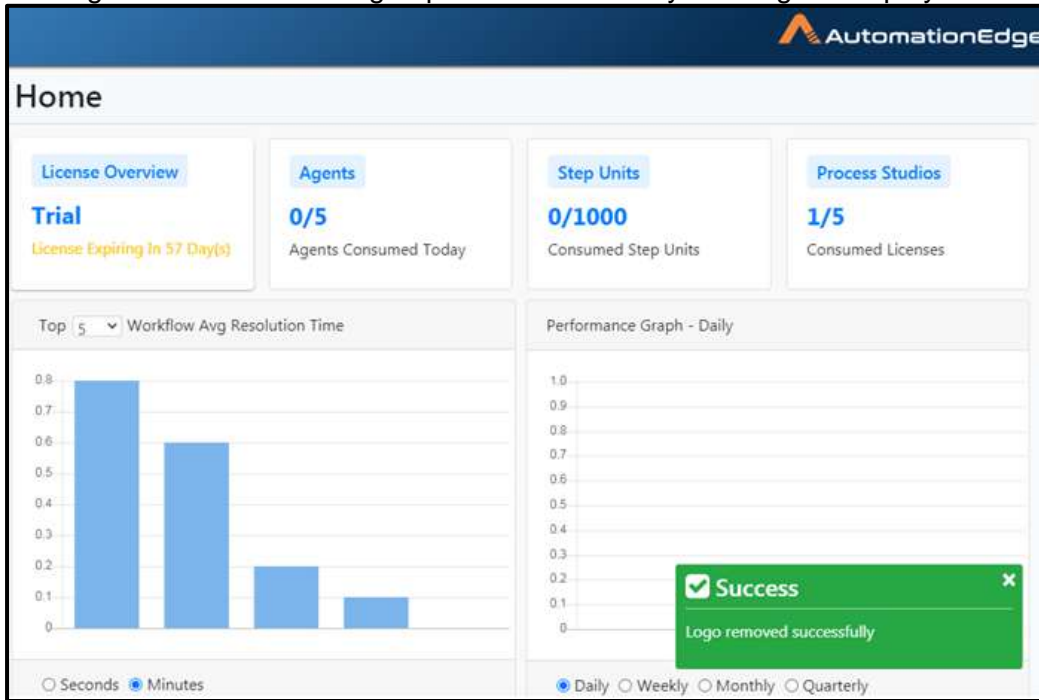 AutomationEdge
Home
License Overview
Trial
License Expiring In 57 Day(s)
Agents
0/5
Agents Consumed Today
Step Units
0/1000
Consumed Step Units
Process Studios
1/5
Consumed Licenses
Top 5 Workflow Avg Resolution Time
0.8
0.7
0.6
0.5
0.4
0.3
0.2
0.1
0
Seconds Minutes
Performance Graph - Daily
1.0
0.9
0.8
0.7
0.6
0.5
0.4
0.3
0.2
0.1
0
Success
Logo removed successfully
Daily Weekly Monthly Quarterly